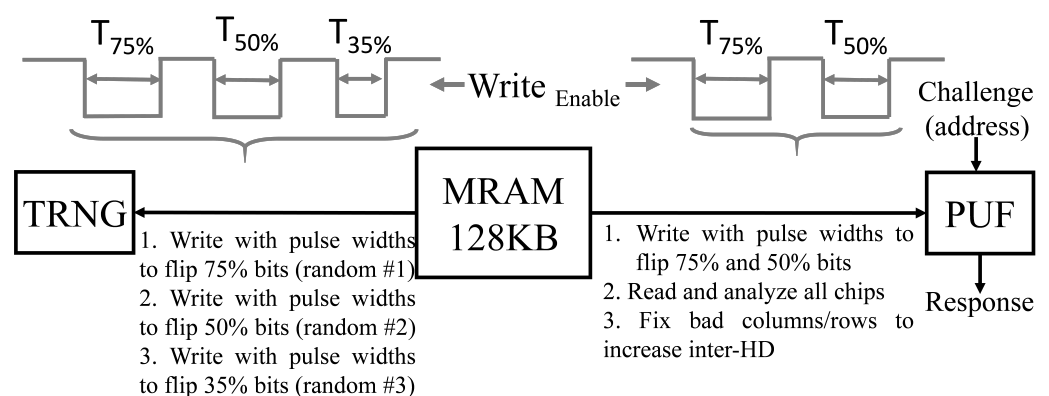 T75% T50% T35%
T75% T50%
Write Enable
Challenge
(address)
TRNG
MRAM
128KB
PUF
1. Write with pulse widths
to flip 75% bits (random #1)
2. Write with pulse widths
to flip 50% bits (random #2)
3. Write with pulse widths
to flip 35% bits (random #3)
1. Write with pulse widths to
flip 75% and 50% bits
2. Read and analyze all chips
3. Fix bad columns/rows to
increase inter-HD
Response